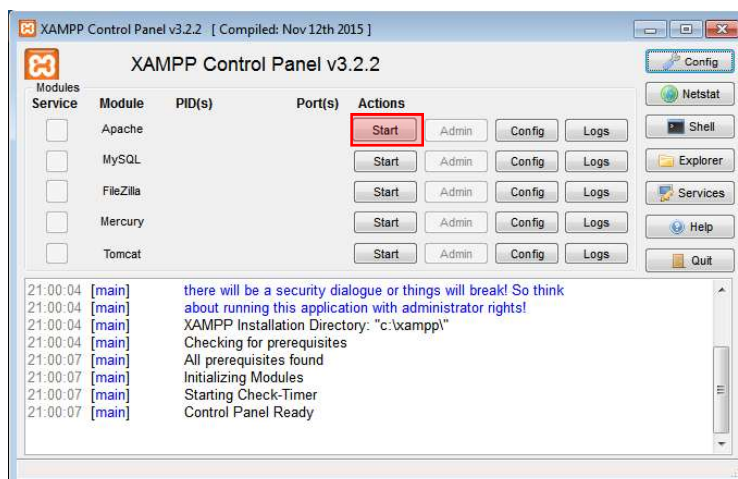 XAMPP Control Panel v3.2.2 [ Compiled: Nov 12th 2015 ]
XAMPP Control Panel v3.2.2
Config
Modules
Netstat
Service Module PID(s) Port(s) Actions
Apache Start Admin Config Logs
Shell
MySQL Start Admin Config Logs
Explorer
FileZilla Start Admin Config Logs
Services
Mercury Start Admin Config Logs
Help
Tomcat Start Admin Config Logs
Quit
21:00:04 [main] there will be a security dialogue or things will break! So think
21:00:04 [main] about running this application with administrator rights!
21:00:04 [main] XAMPP Installation Directory: "c:\xampp\"
21:00:04 [main] Checking for prerequisites
21:00:07 [main] All prerequisites found
21:00:07 [main] Initializing Modules
21:00:07 [main] Starting Check-Timer
21:00:07 [main] Control Panel Ready